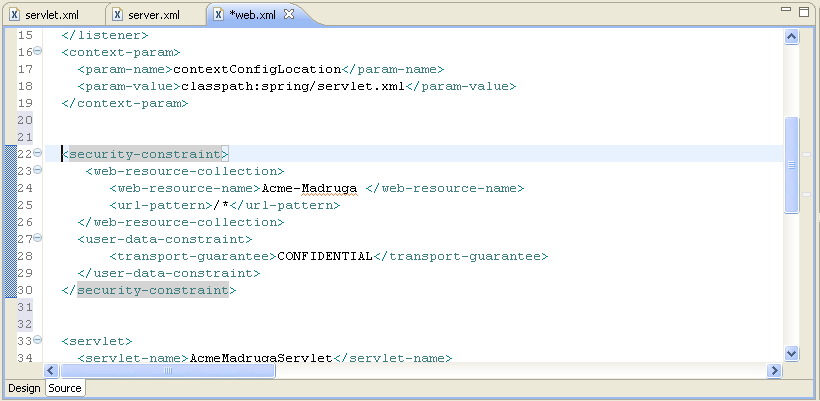 servlet.xml server.xml *web.xml
15 </listener>
16 <context-param>
17 <param-name>contextConfigLocation</param-name>
18 <param-value>classpath:spring/servlet.xml</param-value>
19 </context-param>
20
21
22 <security-constraint>
23 <web-resource-collection>
24 <web-resource-name>Acme-Madruga </web-resource-name>
25 <url-pattern>/*</url-pattern>
26 </web-resource-collection>
27 <user-data-constraint>
28 <transport-guarantee>CONFIDENTIAL</transport-guarantee>
29 </user-data-constraint>
30 </security-constraint>
31
32
33 <servlet>
34 <servlet-name>AcmeMadrugaServlet</servlet-name>
Design Source